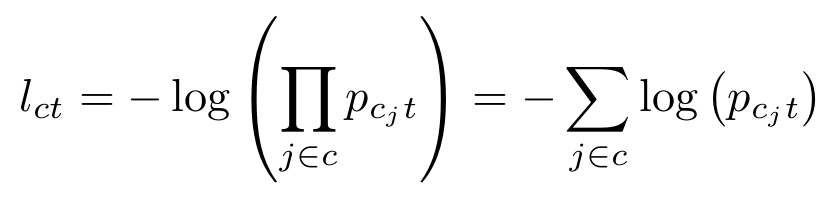 $l_{ct} = -\log\left(\prod_{j \in c} p_{c_j t}\right) = -\sum_{j \in c} \log\left(p_{c_j t}\right)$